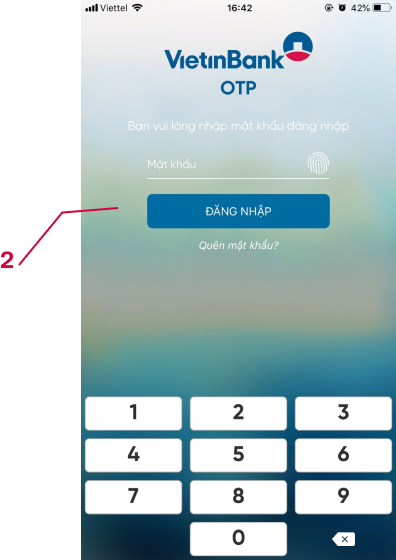 Viettel 16:42 42%
VietinBank
OTP
Bạn vui lòng nhập mật khẩu đăng nhập
Mật khẩu
ĐĂNG NHẬP
Quên mật khẩu?
2
1 2 3
4 5 6
7 8 9
0